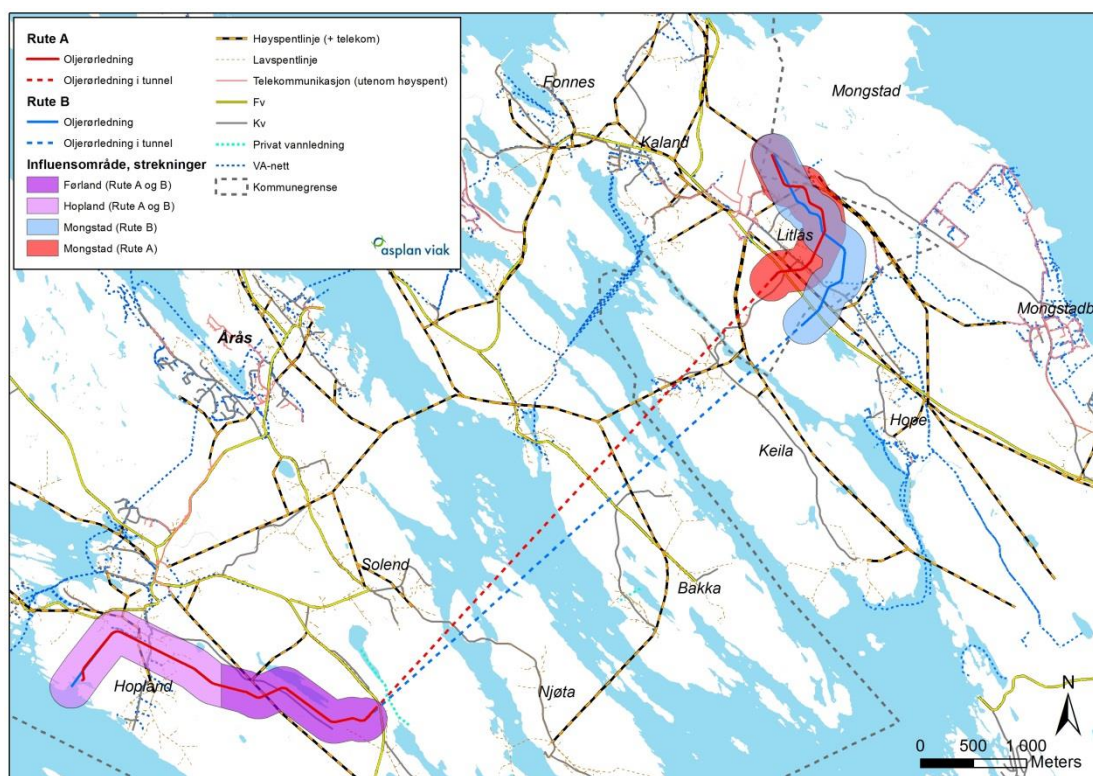 Rute A
Oljerørledning
Oljerørledning i tunnel
Rute B
Oljerørledning
Oljerørledning i tunnel
Influensområde, strekninger
Førland (Rute A og B)
Hopland (Rute A og B)
Mongstad (Rute B)
Mongstad (Rute A)
Høyspentlinje (+ telekom)
Lavspentlinje
Telekommunikasjon (utenom høyspent)
Fv
Kv
Privat vannledning
VA-nett
Kommunegrense
asplan viak
Fonnes
Mongstad
Kaland
Litlås
Mongstadb
Årås
Hope
Keila
Solend
Bakka
Hopland
Njøta
N
0 500 1 000
Meters